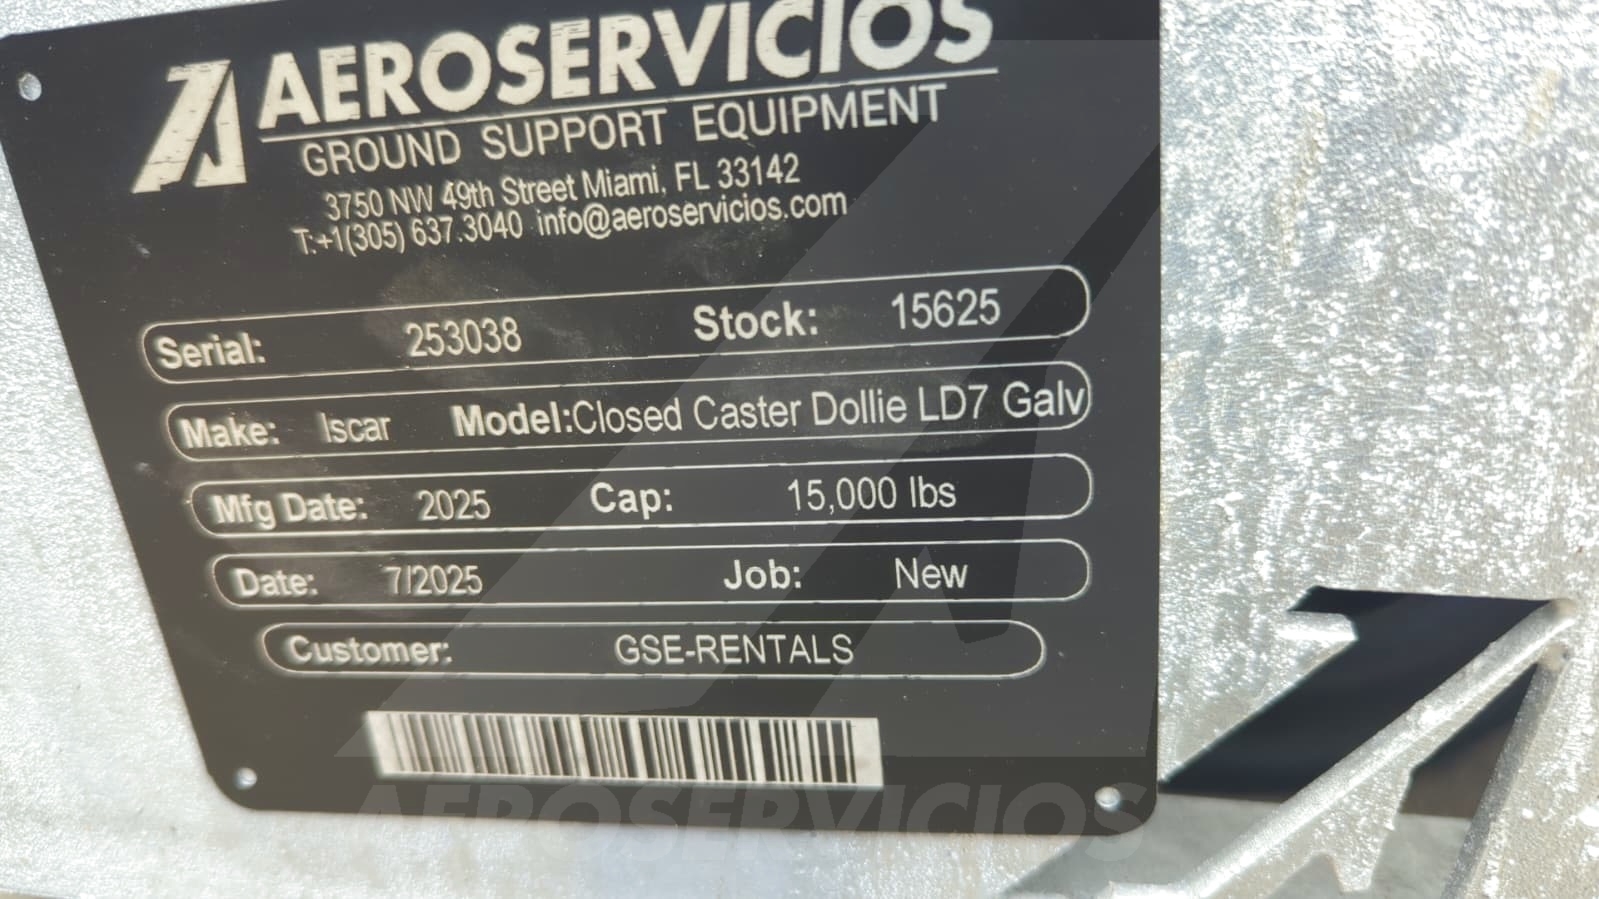 AEROSERVICIOS
GROUND SUPPORT EQUIPMENT
3750 NW 49th Street Miami, FL 33142
T:+1(305) 637.3040 info@aeroservicios.com
Serial: 253038 Stock: 15625
Make: Iscar Model:Closed Caster Dollie LD7 Galv
Mfg Date: 2025 Cap: 15,000 lbs
Date: 7/2025 Job: New
Customer: GSE-RENTALS
AEROSERVICIOS